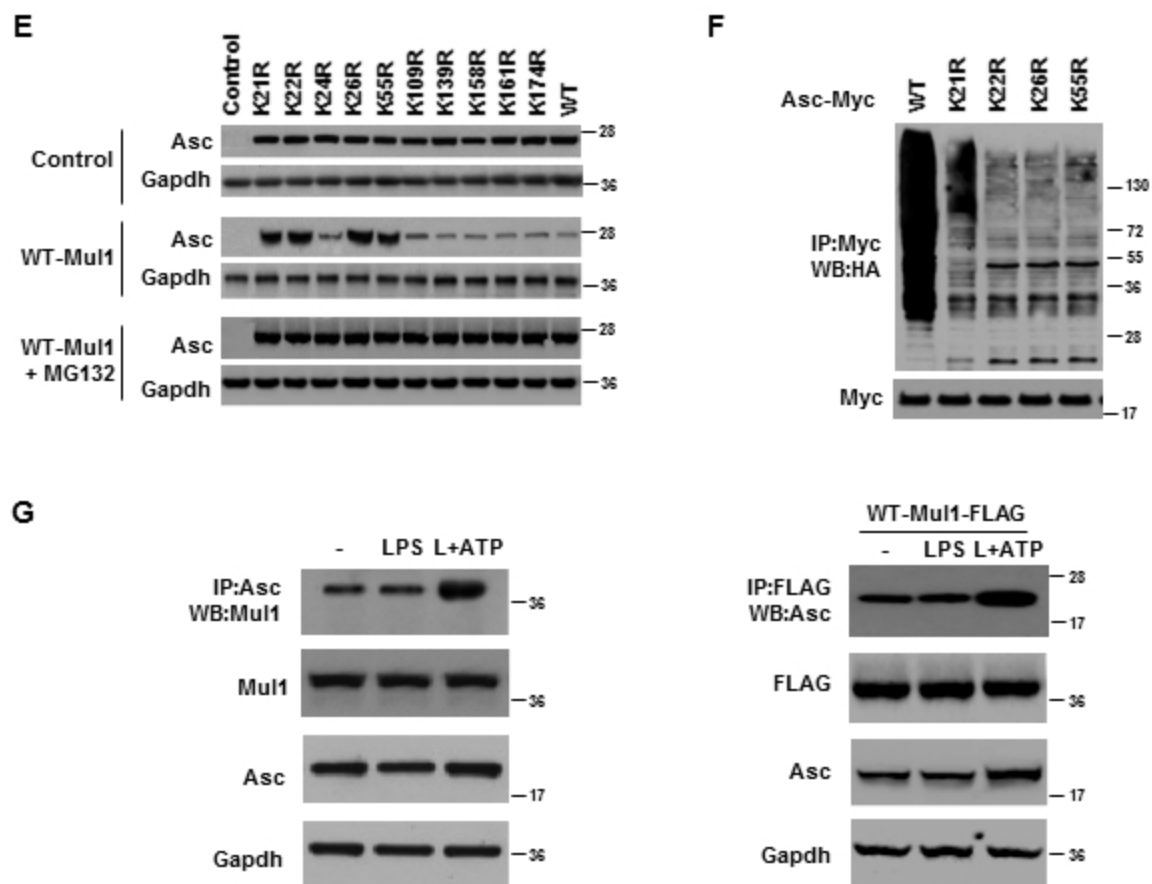 E
Control K21R K22R K24R K26R K55R K109R K139R K158R K161R K174R WT
Control
Asc
28
Gapdh
36
WT-Mul1
Asc
28
Gapdh
36
WT-Mul1
+ MG132
Asc
28
Gapdh
36
F
Asc-Myc
WT K21R K22R K26R K55R
IP:Myc
WB:HA
130
72
55
36
28
Myc
17
G
- LPS L+ATP
IP:Asc
WB:Mul1
36
Mul1
36
Asc
17
Gapdh
36
WT-Mul1-FLAG
- LPS L+ATP
IP:FLAG
WB:Asc
28
17
FLAG
36
Asc
17
Gapdh
36